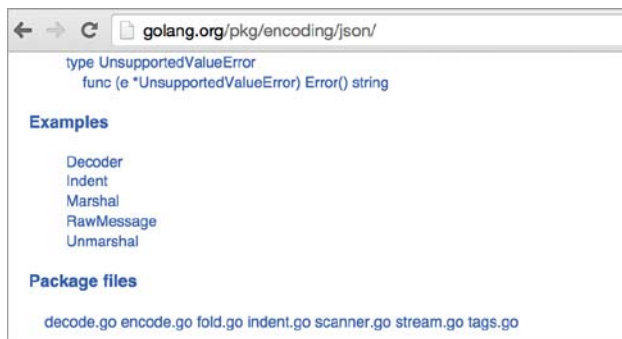 golang.org/pkg/encoding/json/
type UnsupportedValueError
func (e *UnsupportedValueError) Error() string
Examples
Decoder
Indent
Marshal
RawMessage
Unmarshal
Package files
decode.go encode.go fold.go indent.go scanner.go stream.go tags.go